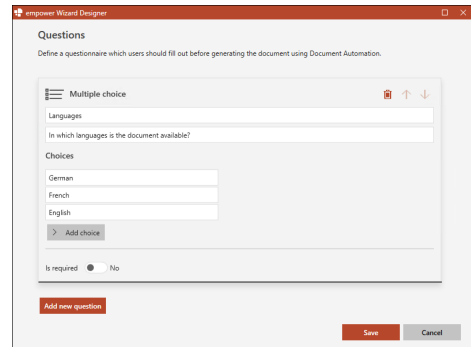 empower Wizard Designer
Questions
Define a questionnaire which users should fill out before generating the document using Document Automation.
Multiple choice
Languages
In which languages is the document available?
Choices
German
French
English
Add choice
Is required No
Add new question
Save Cancel